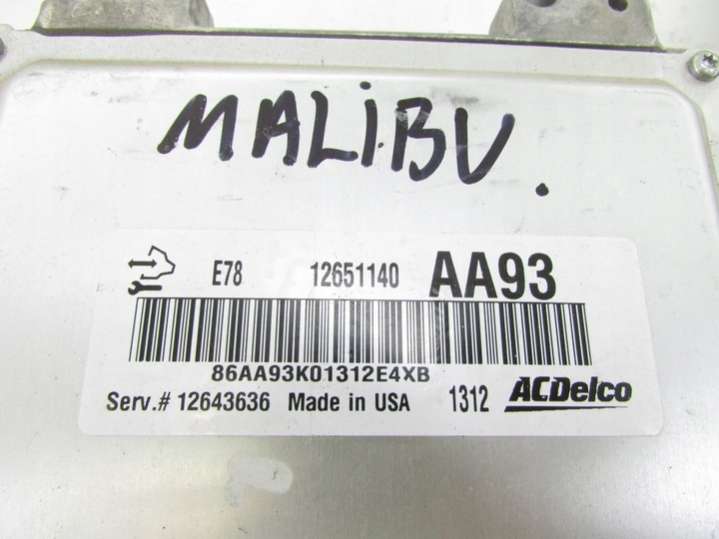 MALIBU.
E78 12651140 AA93
86AA93K01312E4XB
Serv.# 12643636 Made in USA 1312 ACDelco